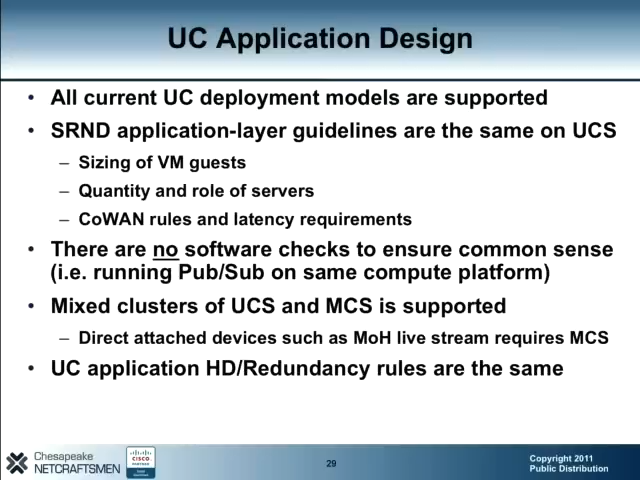 UC Application Design
• All current UC deployment models are supported
• SRND application-layer guidelines are the same on UCS
– Sizing of VM guests
– Quantity and role of servers
– CoWAN rules and latency requirements
• There are no software checks to ensure common sense
(i.e. running Pub/Sub on same compute platform)
• Mixed clusters of UCS and MCS is supported
– Direct attached devices such as MoH live stream requires MCS
• UC application HD/Redundancy rules are the same
Chesapeake
NETCRAFTSMEN
CISCO
PARTNER
29
Copyright 2011
Public Distribution